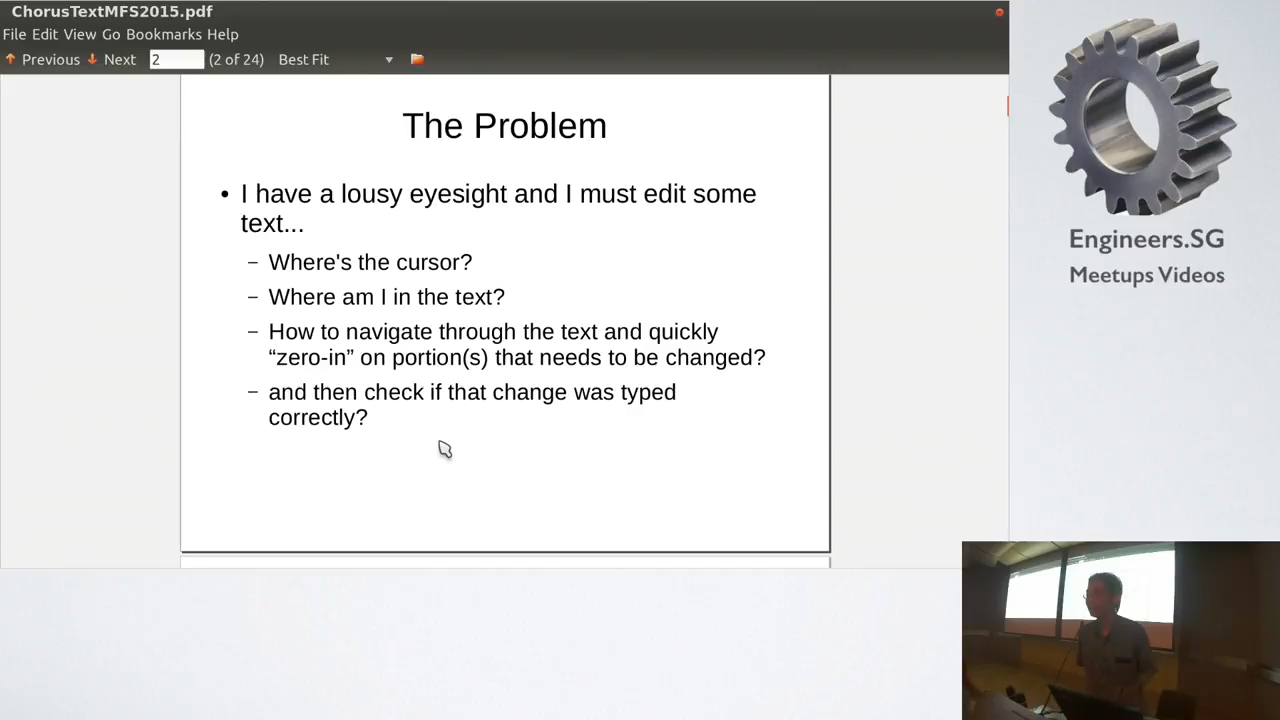 ChorusTextMFS2015.pdf
File Edit View Go Bookmarks Help
Previous Next 2 (2 of 24) Best Fit
The Problem
• I have a lousy eyesight and I must edit some
text...
– Where's the cursor?
– Where am I in the text?
– How to navigate through the text and quickly
“zero-in” on portion(s) that needs to be changed?
– and then check if that change was typed
correctly?
Engineers.SG
Meetups Videos